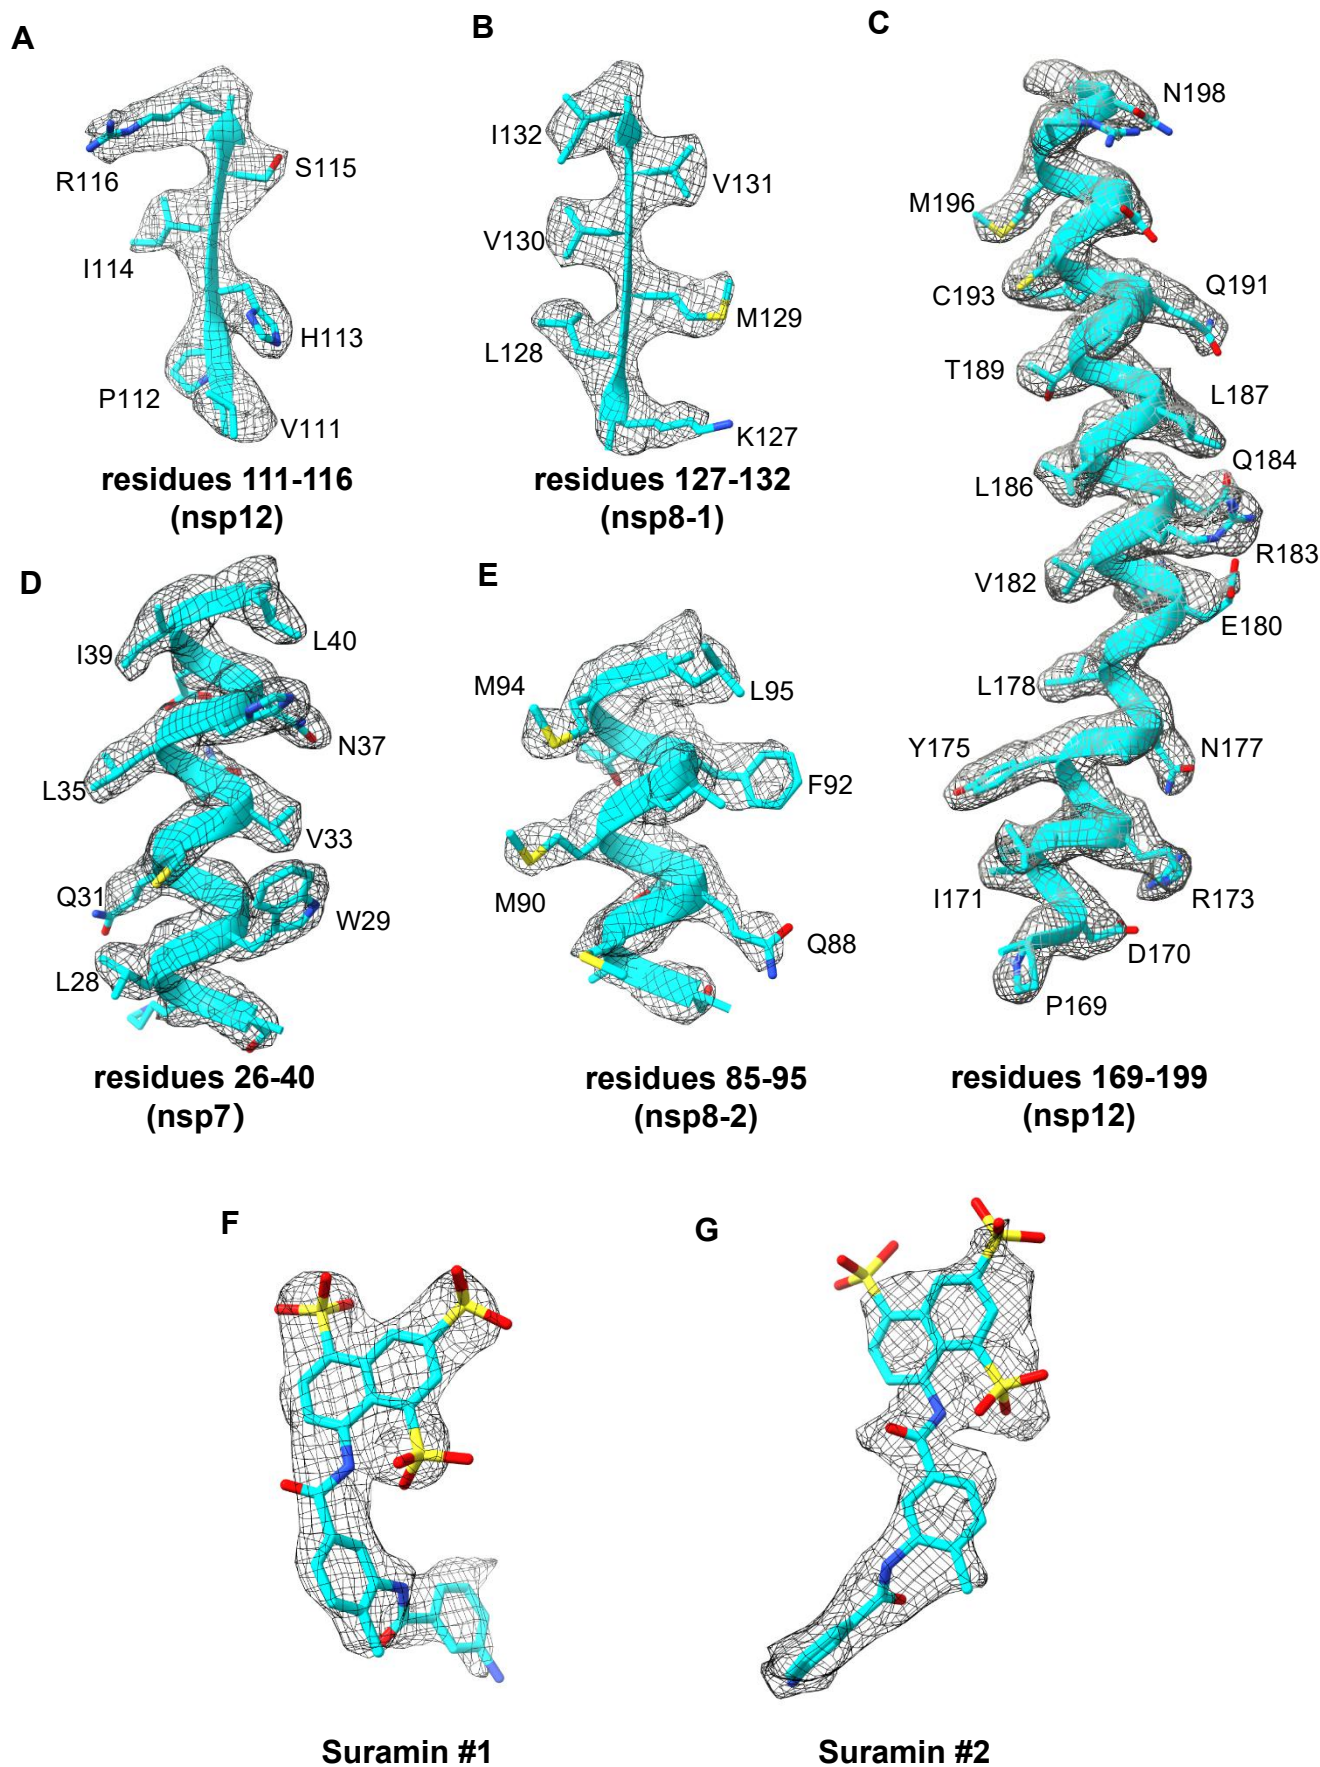 A
R116
S115
I114
H113
P112
V111
residues 111-116
(nsp12)
B
I132
V131
V130
M129
L128
K127
residues 127-132
(nsp8-1)
C
N198
M196
Q191
C193
T189
L187
Q184
L186
R183
V182
E180
L178
Y175
N177
I171
R173
D170
P169
residues 169-199
(nsp12)
D
L40
I39
N37
L35
V33
Q31
W29
L28
residues 26-40
(nsp7)
E
M94
L95
F92
M90
Q88
residues 85-95
(nsp8-2)
F
Suramin #1
G
Suramin #2